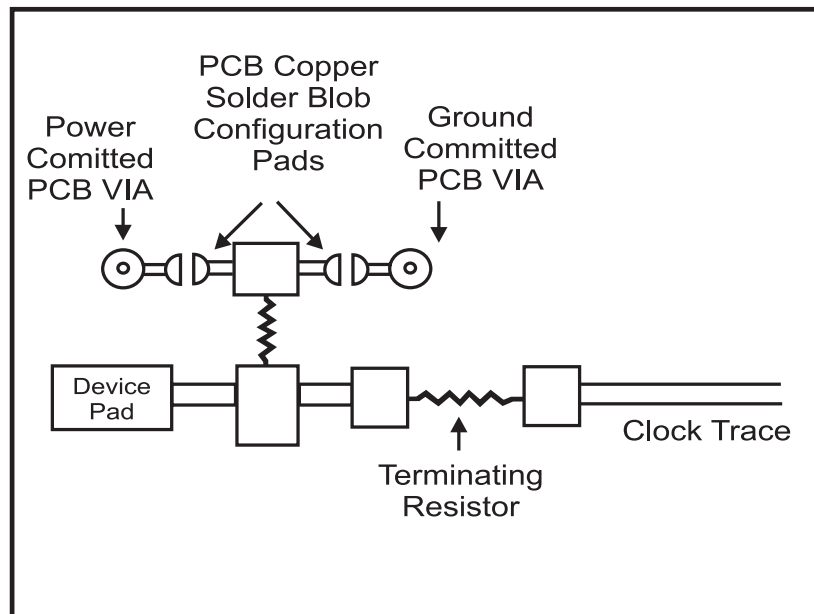 PCB Copper
Solder Blob
Configuration
Pads
Power
Comitted
PCB VIA
Ground
Committed
PCB VIA
Device
Pad
Clock Trace
Terminating
Resistor